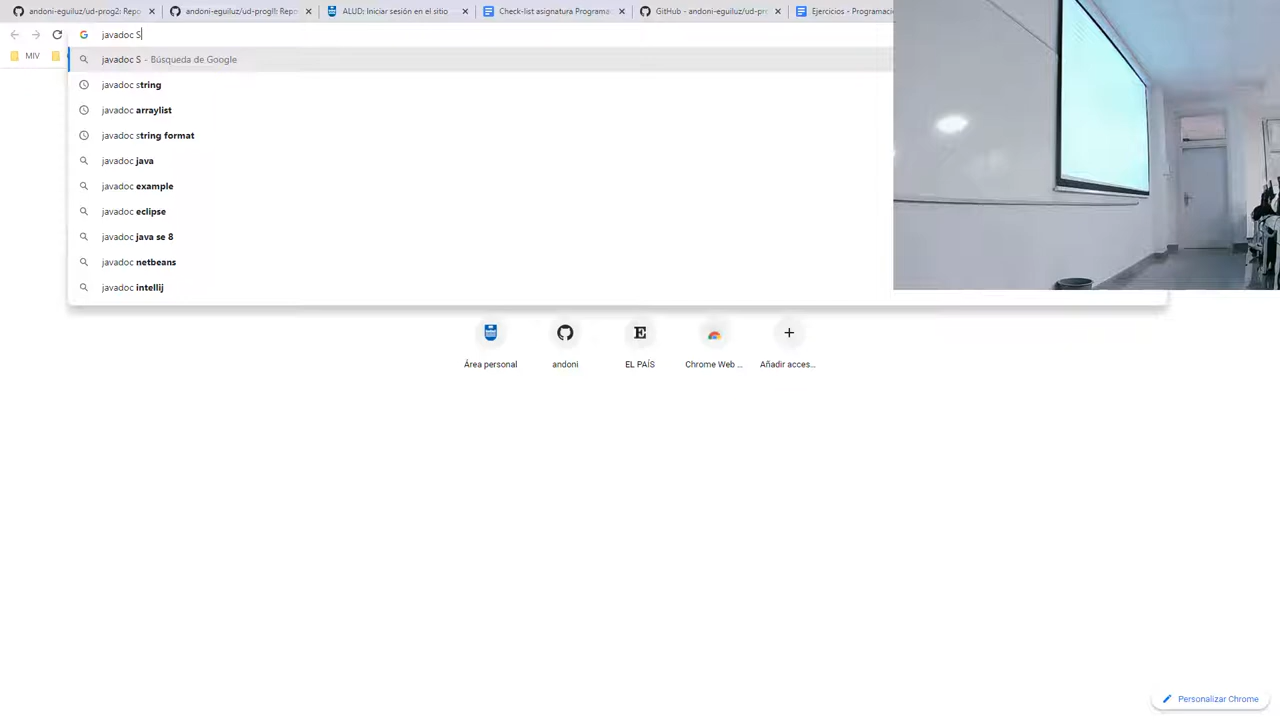 andoni-eguiluz/ud-prog2: Repo
andoni-eguiluz/ud-progII: Repo
ALUD: Iniciar sesión en el sitio
Check-list asignatura Programa
GitHub - andoni-eguiluz/ud-pr
Ejercicios - Programació
javadoc S
MIV
javadoc S - Búsqueda de Google
javadoc string
javadoc arraylist
javadoc string format
javadoc java
javadoc example
javadoc eclipse
javadoc java se 8
javadoc netbeans
javadoc intellij
Área personal
andoni
EL PAÍS
Chrome Web ...
Añadir acces...
Personalizar Chrome